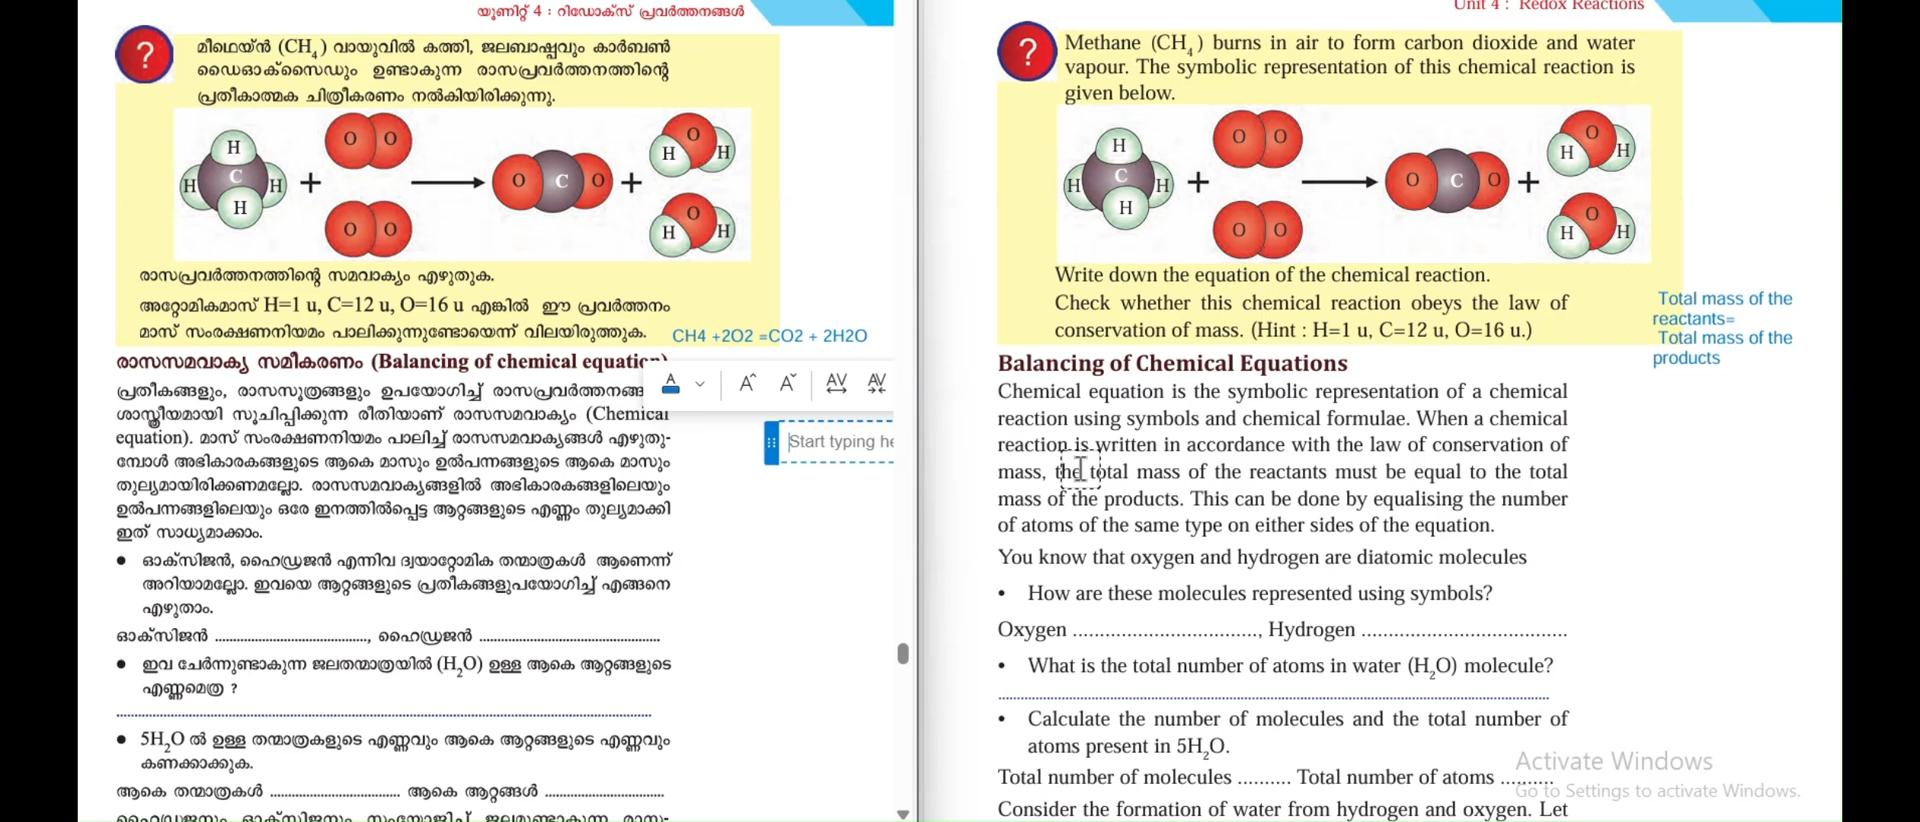 യൂണിറ്റ് 4 : റിഡോക്സ് പ്രവർത്തനങ്ങൾ
?
മീഥെയ്ൻ (CH₄) വായുവിൽ കത്തി, ജലബാഷ്പവും കാർബൺ
ഡൈഓക്സൈഡും ഉണ്ടാകുന്ന രാസപ്രവർത്തനത്തിന്റെ
പ്രതീകാത്മക ചിത്രീകരണം നൽകിയിരിക്കുന്നു.
H H C H H + O O O O → O C O + O H H O H H
രാസപ്രവർത്തനത്തിന്റെ സമവാക്യം എഴുതുക.
അറ്റോമികമാസ് H=1 u, C=12 u, O=16 u എങ്കിൽ ഈ പ്രവർത്തനം
മാസ് സംരക്ഷണനിയമം പാലിക്കുന്നുണ്ടോയെന്ന് വിലയിരുത്തുക.
CH4 +2O2 =CO2 + 2H2O
രാസസമവാക്യ സമീകരണം (Balancing of chemical equation)
പ്രതീകങ്ങളും, രാസസൂത്രങ്ങളും ഉപയോഗിച്ച് രാസപ്രവർത്തനങ്ങ
ശാസ്ത്രീയമായി സൂചിപ്പിക്കുന്ന രീതിയാണ് രാസസമവാക്യം (Chemical
equation). മാസ് സംരക്ഷണനിയമം പാലിച്ച് രാസസമവാക്യങ്ങൾ എഴുതു-
മ്പോൾ അഭികാരകങ്ങളുടെ ആകെ മാസും ഉൽപന്നങ്ങളുടെ ആകെ മാസും
തുല്യമായിരിക്കണമല്ലോ. രാസസമവാക്യങ്ങളിൽ അഭികാരകങ്ങളിലെയും
ഉൽപന്നങ്ങളിലെയും ഒരേ ഇനത്തിൽപ്പെട്ട ആറ്റങ്ങളുടെ എണ്ണം തുല്യമാക്കി
ഇത് സാധ്യമാക്കാം.
• ഓക്സിജൻ, ഹൈഡ്രജൻ എന്നിവ ദ്വയാറ്റോമിക തന്മാത്രകൾ ആണെന്ന്
അറിയാമല്ലോ. ഇവയെ ആറ്റങ്ങളുടെ പ്രതീകങ്ങളുപയോഗിച്ച് എങ്ങനെ
എഴുതാം.
ഓക്സിജൻ ......................................, ഹൈഡ്രജൻ .............................................
• ഇവ ചേർന്നുണ്ടാകുന്ന ജലതന്മാത്രയിൽ (H₂O) ഉള്ള ആകെ ആറ്റങ്ങളുടെ
എണ്ണമെത്ര ?
• 5H₂O ൽ ഉള്ള തന്മാത്രകളുടെ എണ്ണവും ആകെ ആറ്റങ്ങളുടെ എണ്ണവും
കണക്കാക്കുക.
ആകെ തന്മാത്രകൾ ................................ ആകെ ആറ്റങ്ങൾ .............................
ഹൈഡ്രജനും ഓക്സിജനും സംയോജിച്ച് ജലമുണ്ടാകുന്ന രാസ-
A A^ Aˇ AV AV
Start typing he
Unit 4 : Redox Reactions
?
Methane (CH₄) burns in air to form carbon dioxide and water
vapour. The symbolic representation of this chemical reaction is
given below.
H H C H H + O O O O → O C O + O H H O H H
Write down the equation of the chemical reaction.
Check whether this chemical reaction obeys the law of
conservation of mass. (Hint : H=1 u, C=12 u, O=16 u.)
Total mass of the
reactants=
Total mass of the
products
Balancing of Chemical Equations
Chemical equation is the symbolic representation of a chemical
reaction using symbols and chemical formulae. When a chemical
reaction is written in accordance with the law of conservation of
mass, the total mass of the reactants must be equal to the total
mass of the products. This can be done by equalising the number
of atoms of the same type on either sides of the equation.
You know that oxygen and hydrogen are diatomic molecules
• How are these molecules represented using symbols?
Oxygen ..................................., Hydrogen .......................................
• What is the total number of atoms in water (H₂O) molecule?
• Calculate the number of molecules and the total number of
atoms present in 5H₂O.
Total number of molecules .......... Total number of atoms ..........
Consider the formation of water from hydrogen and oxygen. Let
Activate Windows
Go to Settings to activate Windows.